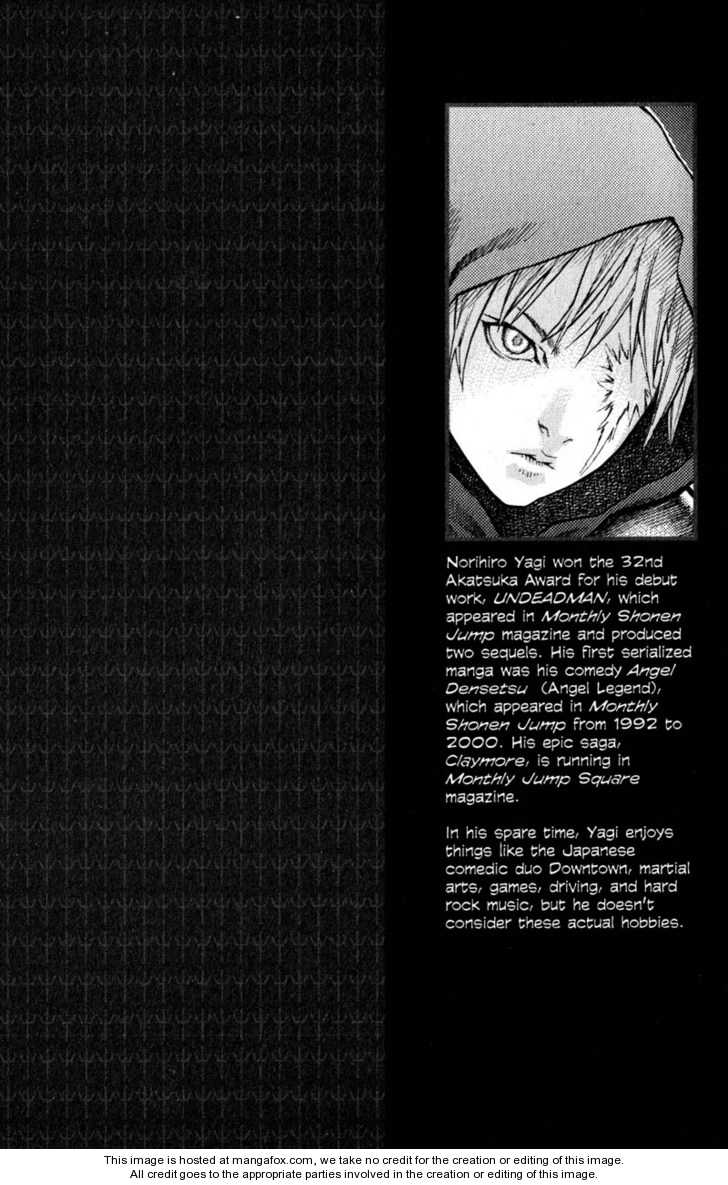 Norihiro Yagi won the 32nd
Akatsuka Award for his debut
work, UNDEADMAN, which
appeared in Monthly Shonen
Jump magazine and produced
two sequels. His first serialized
manga was his comedy Angel
Densetsu (Angel Legend),
which appeared in Monthly
Shonen Jump from 1992 to
2000. His epic saga,
Claymore, is running in
Monthly Jump Square
magazine.
In his spare time, Yagi enjoys
things like the Japanese
comedic duo Downtown, martial
arts, games, driving, and hard
rock music, but he doesn't
consider these actual hobbies.
This image is hosted at mangafox.com, we take no credit for the creation or editing of this image.
All credit goes to the appropriate parties involved in the creation or editing of this image.